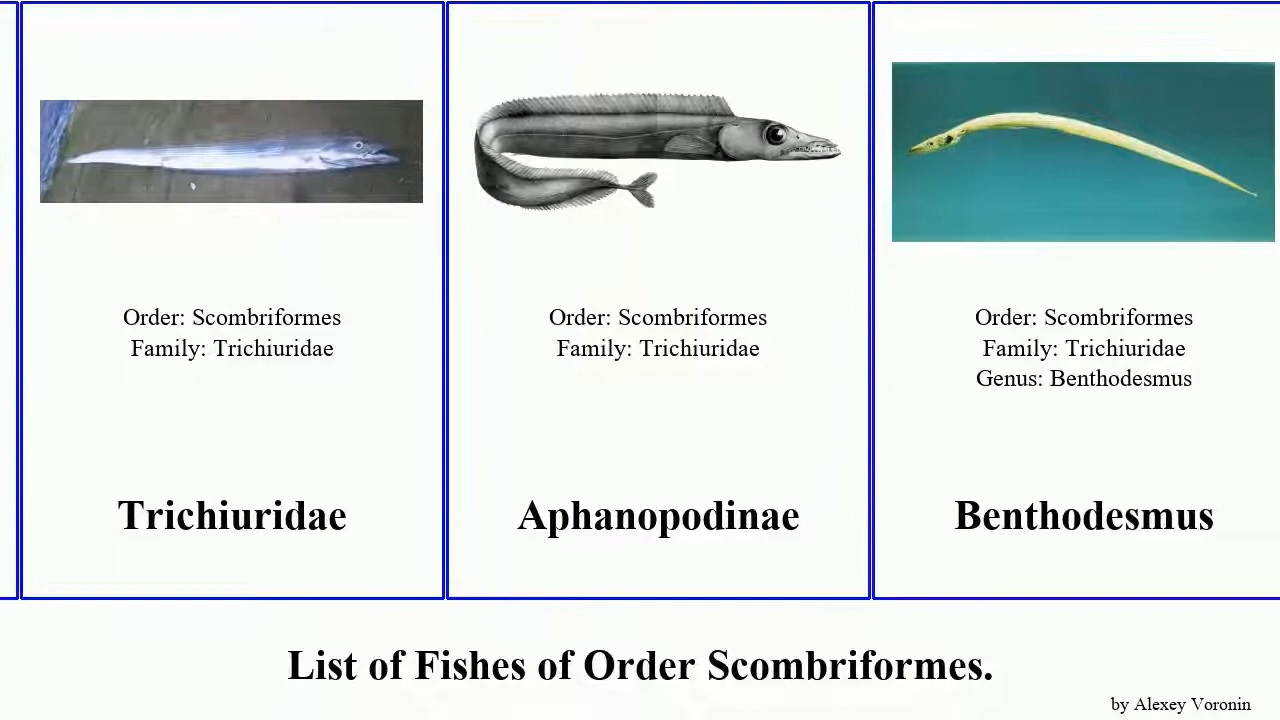 Order: Scombriformes
Family: Trichiuridae
Trichiuridae
Order: Scombriformes
Family: Trichiuridae
Aphanopodinae
Order: Scombriformes
Family: Trichiuridae
Genus: Benthodesmus
Benthodesmus
List of Fishes of Order Scombriformes.
by Alexey Voronin